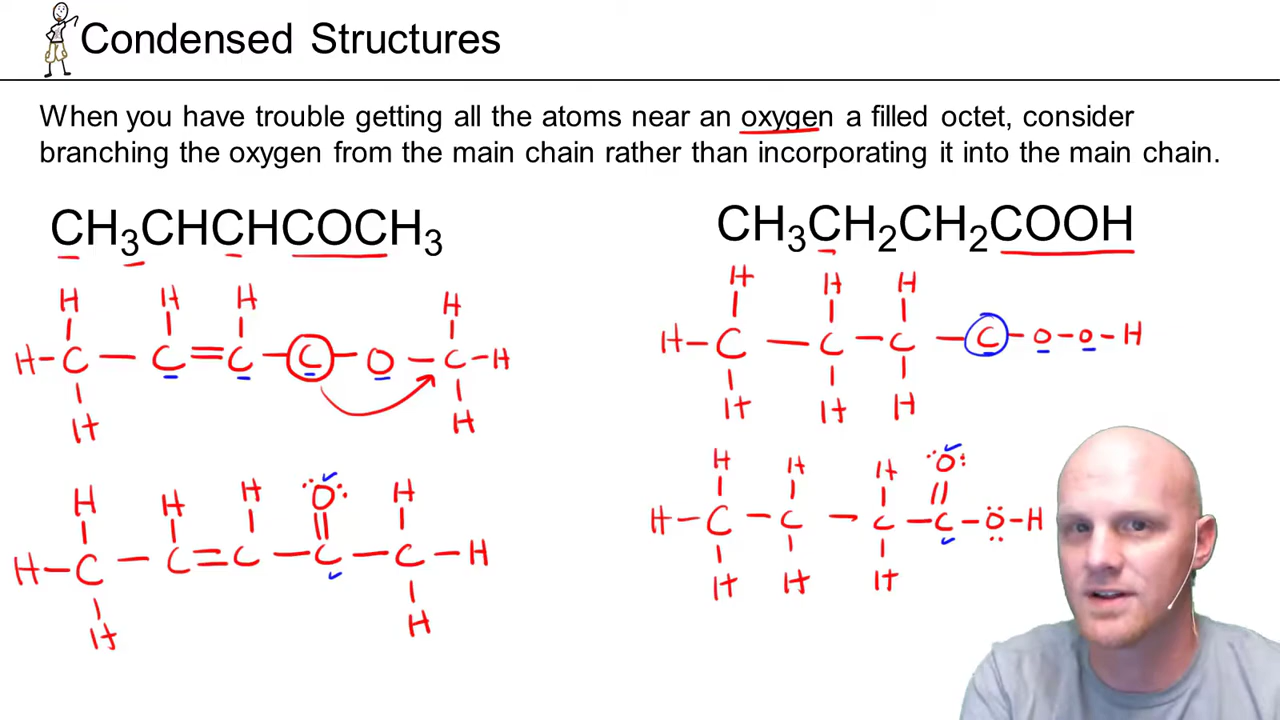 Condensed Structures
When you have trouble getting all the atoms near an oxygen a filled octet, consider
branching the oxygen from the main chain rather than incorporating it into the main chain.
CH₃CHCHCOCH₃
CH₃CH₂CH₂COOH
H H H H
H C C C C O C H
H H
H H H O H
H C C C C C H
H H
H H H
H C C C C O O H
H H H
H H H O
H C C C C O H
H H H